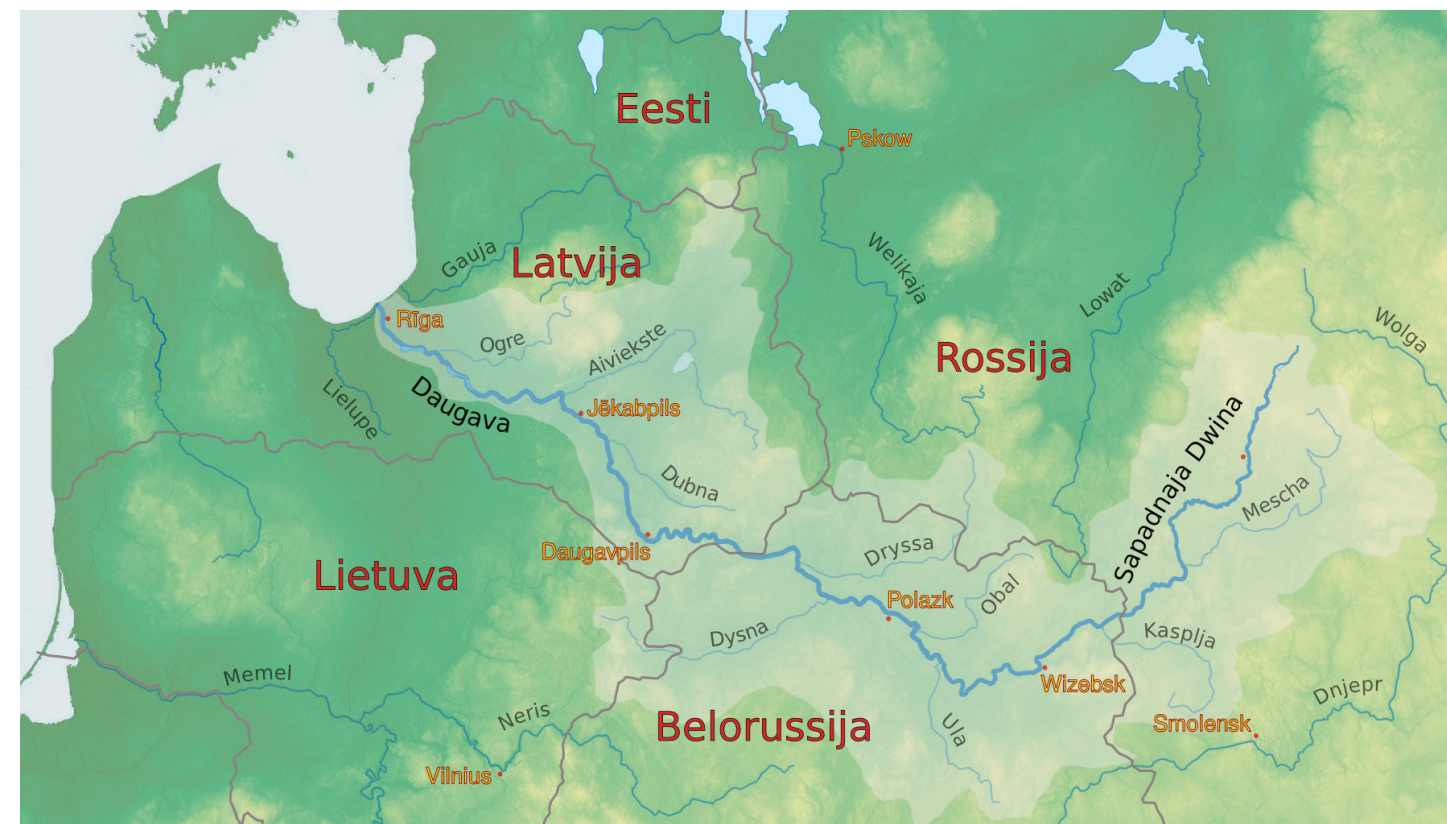 Eesti
Pskow
Gauja
Latvija
Welikaja
Lowat
Rīga
Ogre
Aiviekste
Rossija
Wolga
Lielupe
Daugava
Jēkabpils
Sapadnaja Dwina
Dubna
Mescha
Daugavpils
Dryssa
Lietuva
Polazk
Obal
Dysna
Kasplja
Memel
Wizebsk
Dnjepr
Neris
Belorussija
Ula
Smolensk
Vilnius